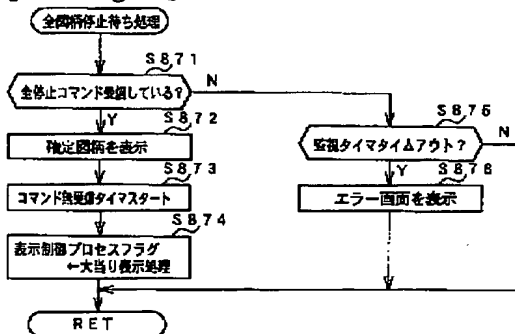 全図柄停止待ち処理
S871
全停止コマンド受信している?
N
Y
S872
確定図柄を表示
S873
コマンド無受信タイマスタート
S874
表示制御プロセスフラグ
←大当り表示処理
S875
監視タイマタイムアウト?
N
Y
S876
エラー画面を表示
RET